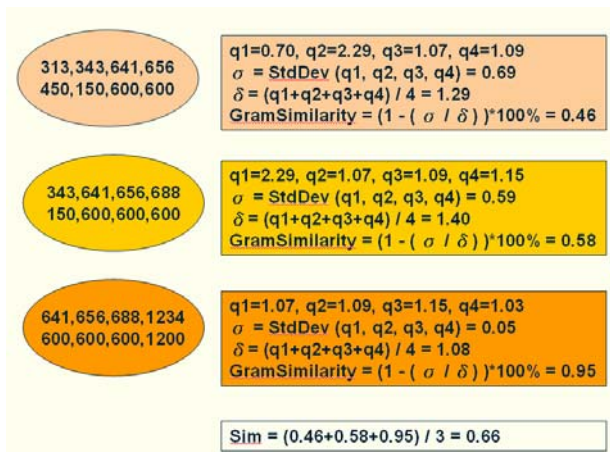 313,343,641,656
450,150,600,600
q1=0.70, q2=2.29, q3=1.07, q4=1.09
σ = StdDev (q1, q2, q3, q4) = 0.69
δ = (q1+q2+q3+q4) / 4 = 1.29
GramSimilarity = (1 - ( σ / δ ) )*100% = 0.46
343,641,656,688
150,600,600,600
q1=2.29, q2=1.07, q3=1.09, q4=1.15
σ = StdDev (q1, q2, q3, q4) = 0.59
δ = (q1+q2+q3+q4) / 4 = 1.40
GramSimilarity = (1 - ( σ / δ ) )*100% = 0.58
641,656,688,1234
600,600,600,1200
q1=1.07, q2=1.09, q3=1.15, q4=1.03
σ = StdDev (q1, q2, q3, q4) = 0.05
δ = (q1+q2+q3+q4) / 4 = 1.08
GramSimilarity = (1 - ( σ / δ ) )*100% = 0.95
Sim = (0.46+0.58+0.95) / 3 = 0.66